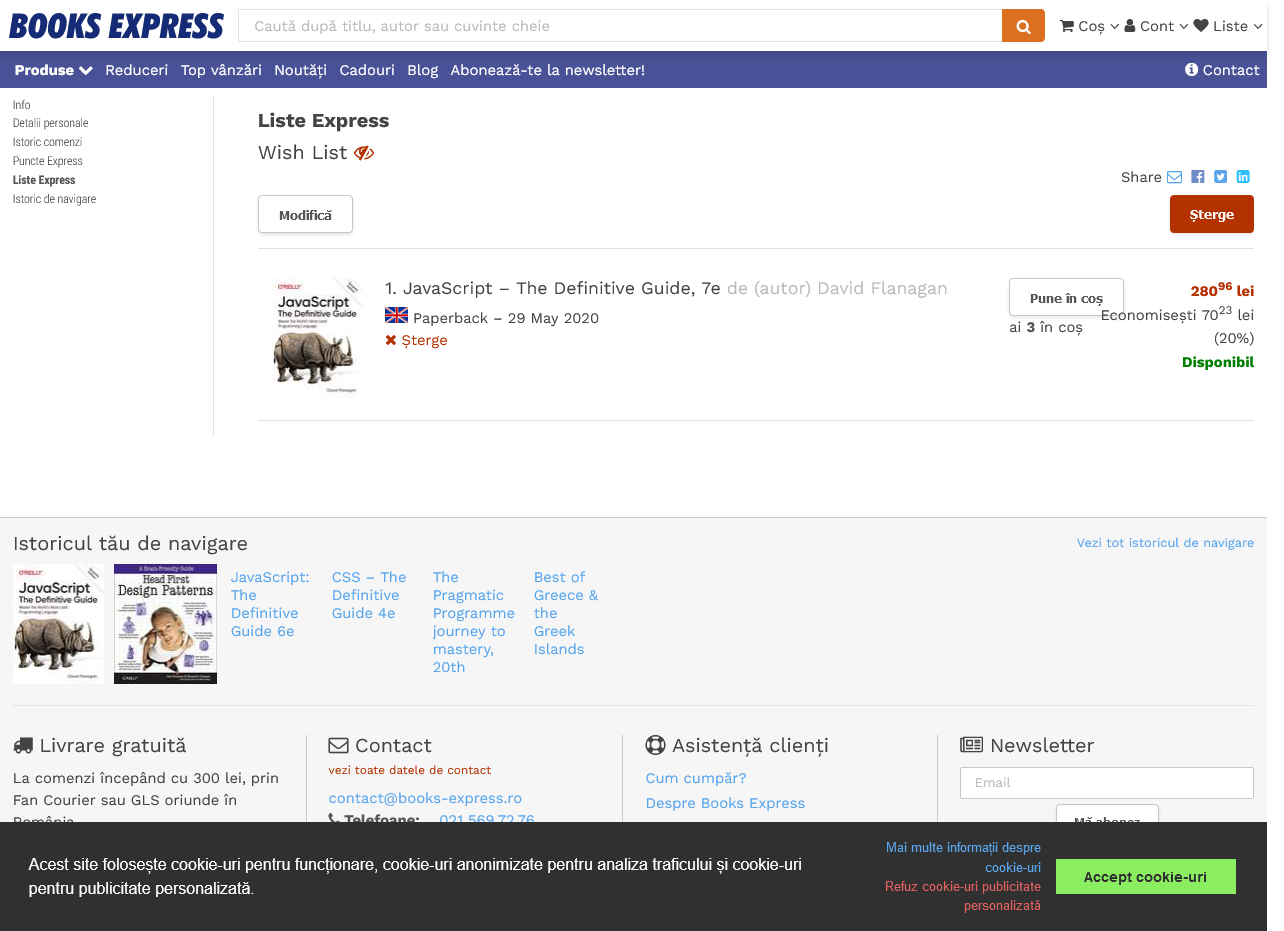 BOOKS EXPRESS
Caută după titlu, autor sau cuvinte cheie
Coș
Cont
Liste
Produse
Reduceri
Top vânzări
Noutăți
Cadouri
Blog
Abonează-te la newsletter!
Contact
Info
Detalii personale
Istoric comenzi
Puncte Express
Liste Express
Istoric de navigare
Liste Express
Wish List
Share
Modifică
Șterge
O'REILLY
JavaScript
The Definitive Guide
David Flanagan
1. JavaScript – The Definitive Guide, 7e de (autor) David Flanagan
Paperback – 29 May 2020
Șterge
Pune în coș
ai 3 în coș
28096 lei
Economisești 7023 lei
(20%)
Disponibil
Istoricul tău de navigare
Vezi tot istoricul de navigare
O'REILLY
JavaScript
The Definitive Guide
David Flanagan
A Brain-Friendly Guide
Head First
Design Patterns
O'REILLY
JavaScript:
The
Definitive
Guide 6e
CSS – The
Definitive
Guide 4e
The
Pragmatic
Programme
journey to
mastery,
20th
Best of
Greece &
the
Greek
Islands
Livrare gratuită
La comenzi începând cu 300 lei, prin
Fan Courier sau GLS oriunde în
România
Contact
vezi toate datele de contact
contact@books-express.ro
Telefoane: 021 569 72 76
Asistență clienți
Cum cumpăr?
Despre Books Express
Newsletter
Email
Mă abonez
Acest site folosește cookie-uri pentru funcționare, cookie-uri anonimizate pentru analiza traficului și cookie-uri
pentru publicitate personalizată.
Mai multe informații despre
cookie-uri
Refuz cookie-uri publicitate
personalizată
Accept cookie-uri